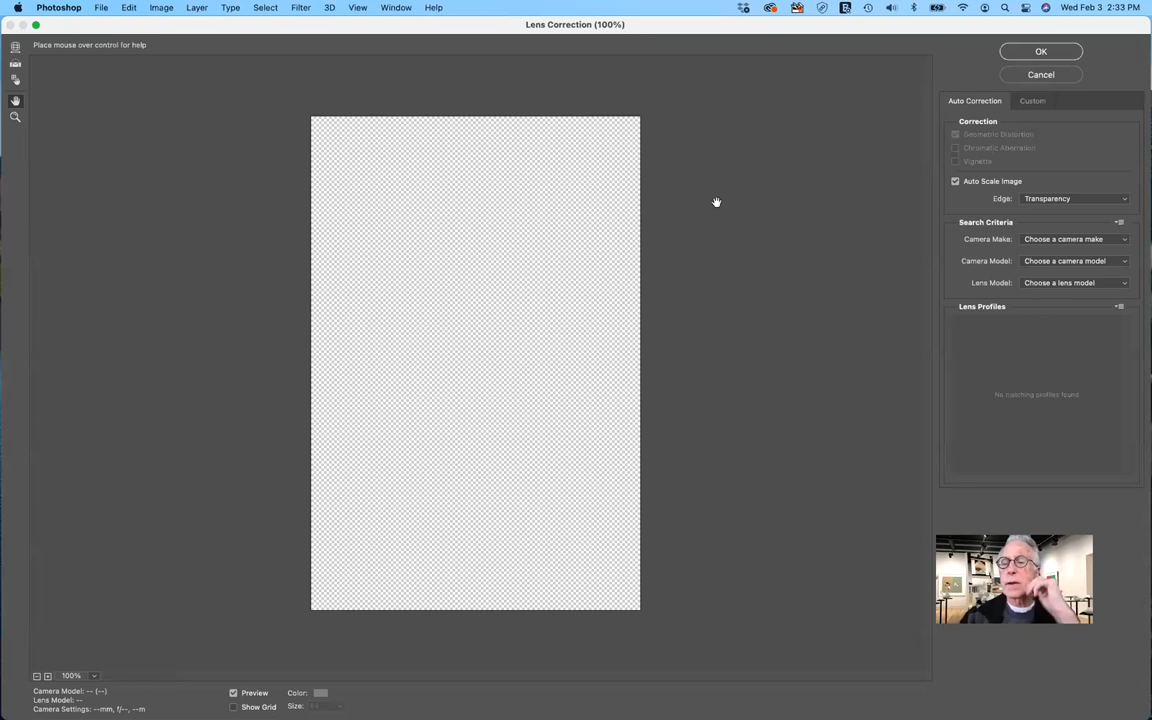 Photoshop File Edit Image Layer Type Select Filter 3D View Window Help Wed Feb 3 2:33 PM
Lens Correction (100%)
Place mouse over control for help
OK
Cancel
Auto Correction Custom
Correction
Geometric Distortion
Chromatic Aberration
Vignette
Auto Scale Image
Edge: Transparency
Search Criteria
Camera Make: Choose a camera make
Camera Model: Choose a camera model
Lens Model: Choose a lens model
Lens Profiles
No matching profiles found
100%
Camera Model: -- (--)
Lens Model: --
Camera Settings: --mm, f/--, --m
Preview Color:
Show Grid Size: 64